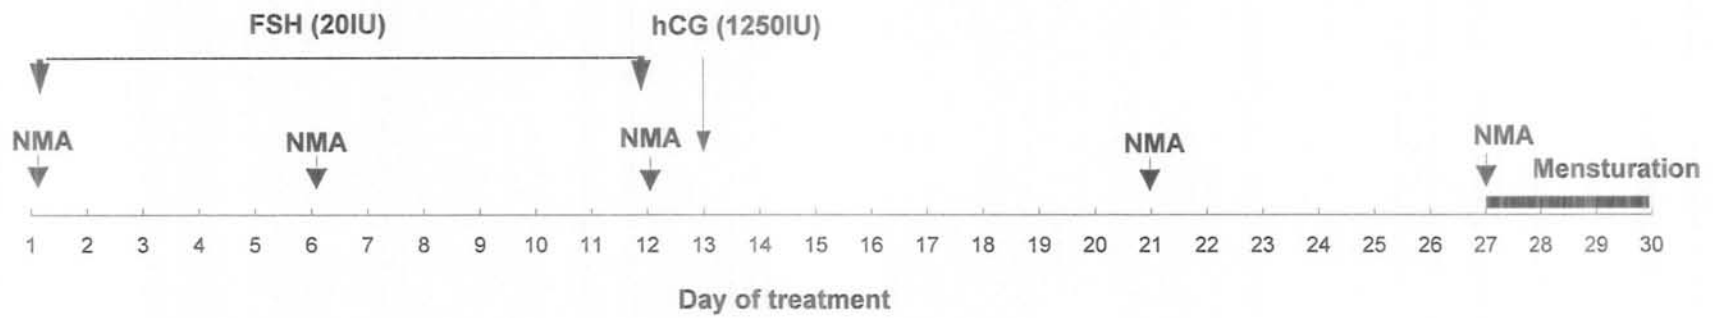 FSH (20IU) hCG (1250IU)
NMA NMA NMA NMA NMA
Mensturation
1 2 3 4 5 6 7 8 9 10 11 12 13 14 15 16 17 18 19 20 21 22 23 24 25 26 27 28 29 30
Day of treatment